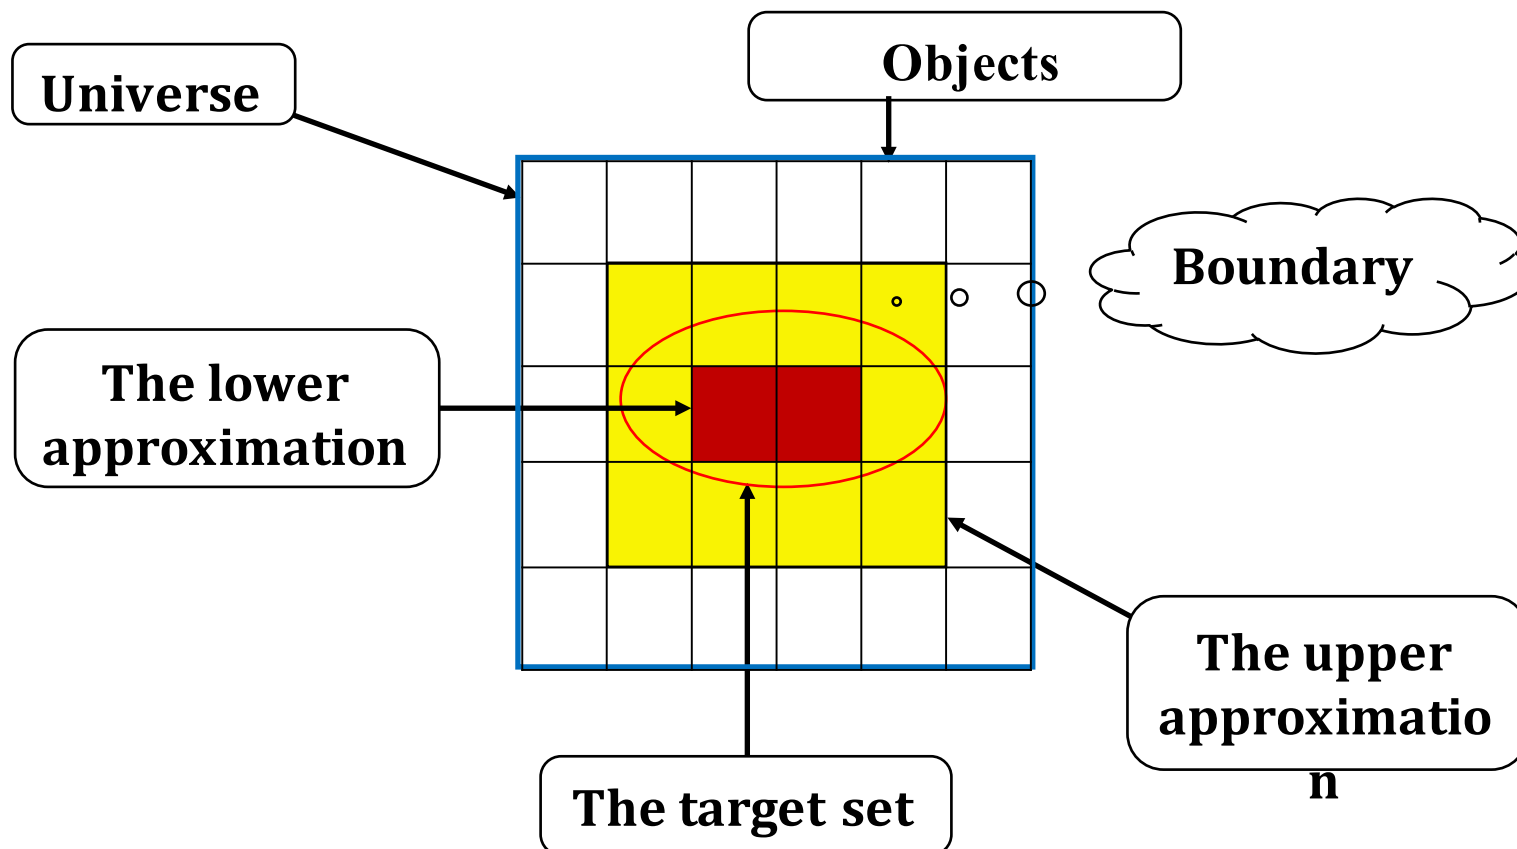 Objects
Universe
Boundary
The lower
approximation
The upper
approximatio
n
The target set